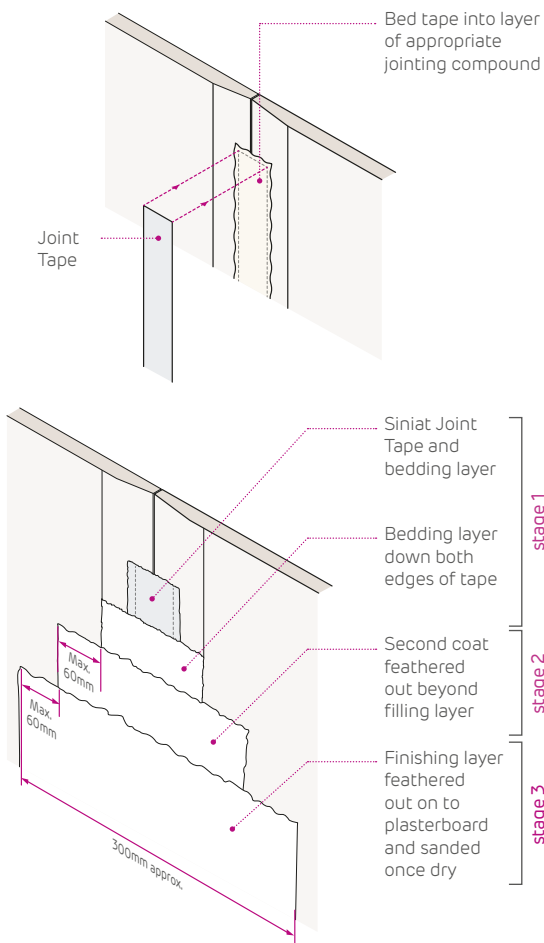 Bed tape into layer
of appropriate
jointing compound
Joint
Tape
Siniat Joint
Tape and
bedding layer
stage 1
Bedding layer
down both
edges of tape
Second coat
feathered
out beyond
filling layer
stage 2
Max.
60mm
Max.
60mm
Finishing layer
feathered
out on to
plasterboard
and sanded
once dry
stage 3
300mm approx.